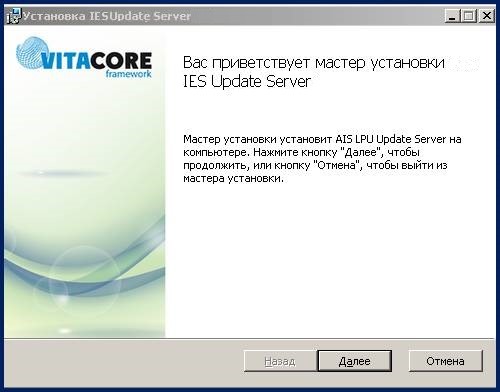 Установка IESUpdate Server
VITACORE
framework
Вас приветствует мастер установки
IES Update Server
Мастер установки установит AIS LPU Update Server на
компьютере. Нажмите кнопку "Далее", чтобы
продолжить, или кнопку "Отмена", чтобы выйти из
мастера установки.
Назад
Далее
Отмена